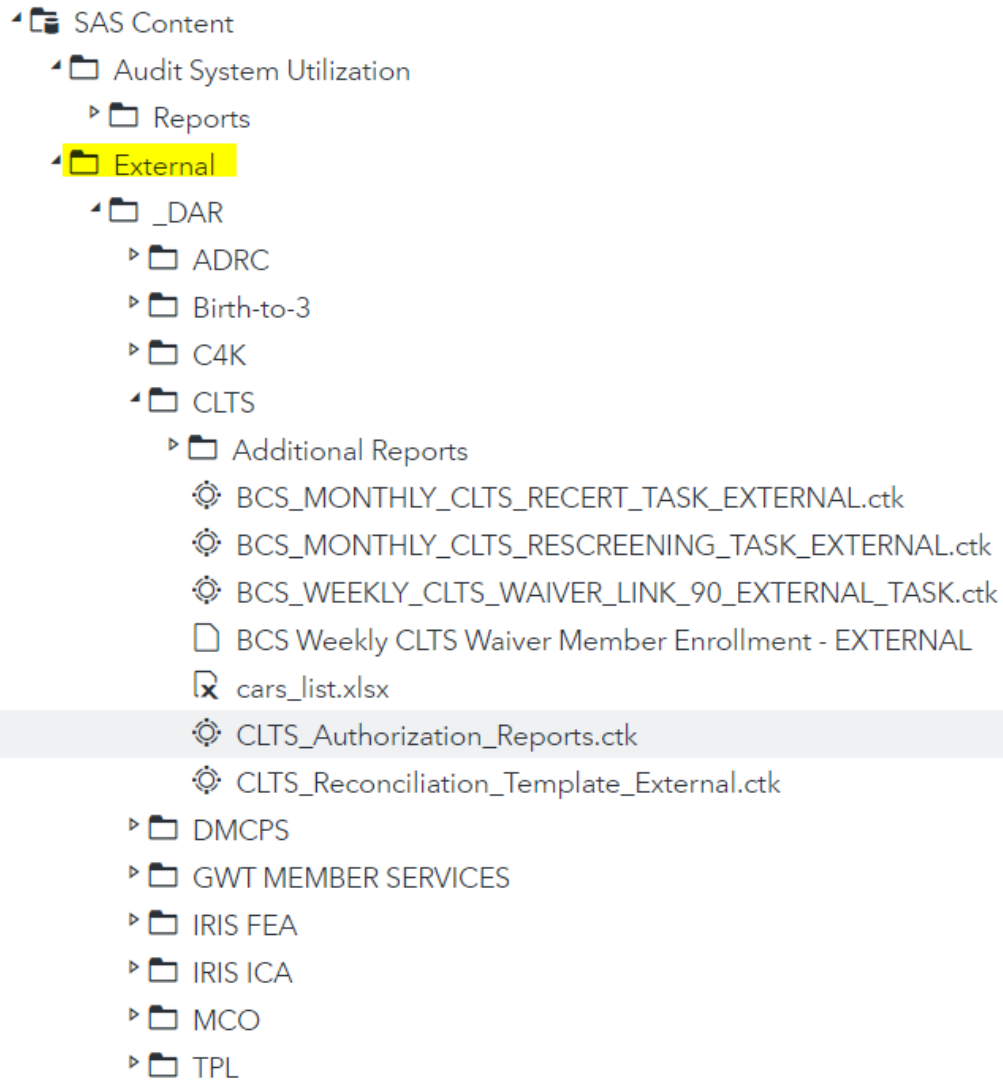 SAS Content
Audit System Utilization
Reports
External
_DAR
ADRC
Birth-to-3
C4K
CLTS
Additional Reports
BCS_MONTHLY_CLTS_RECERT_TASK_EXTERNAL.ctk
BCS_MONTHLY_CLTS_RESCREENING_TASK_EXTERNAL.ctk
BCS_WEEKLY_CLTS_WAIVER_LINK_90_EXTERNAL_TASK.ctk
BCS Weekly CLTS Waiver Member Enrollment - EXTERNAL
cars_list.xlsx
CLTS_Authorization_Reports.ctk
CLTS_Reconciliation_Template_External.ctk
DMCPS
GWT MEMBER SERVICES
IRIS FEA
IRIS ICA
MCO
TPL